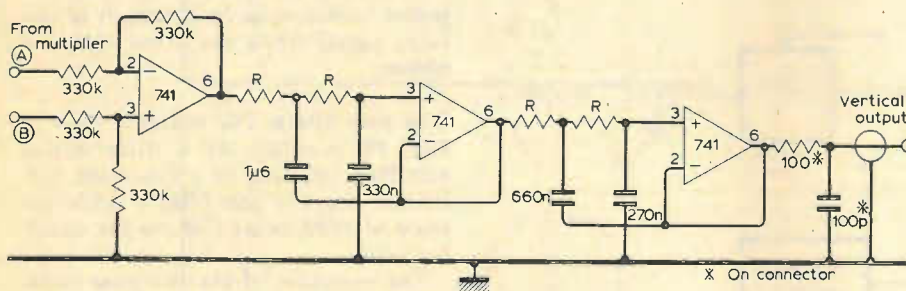 From
multiplier
A
B
330k
330k
330k
330k
2
−
3
+
741
6
R
R
1µ6
330n
3
+
2
−
741
6
R
R
660n
270n
3
+
2
−
741
6
100*
100p*
Vertical
output
* On connector